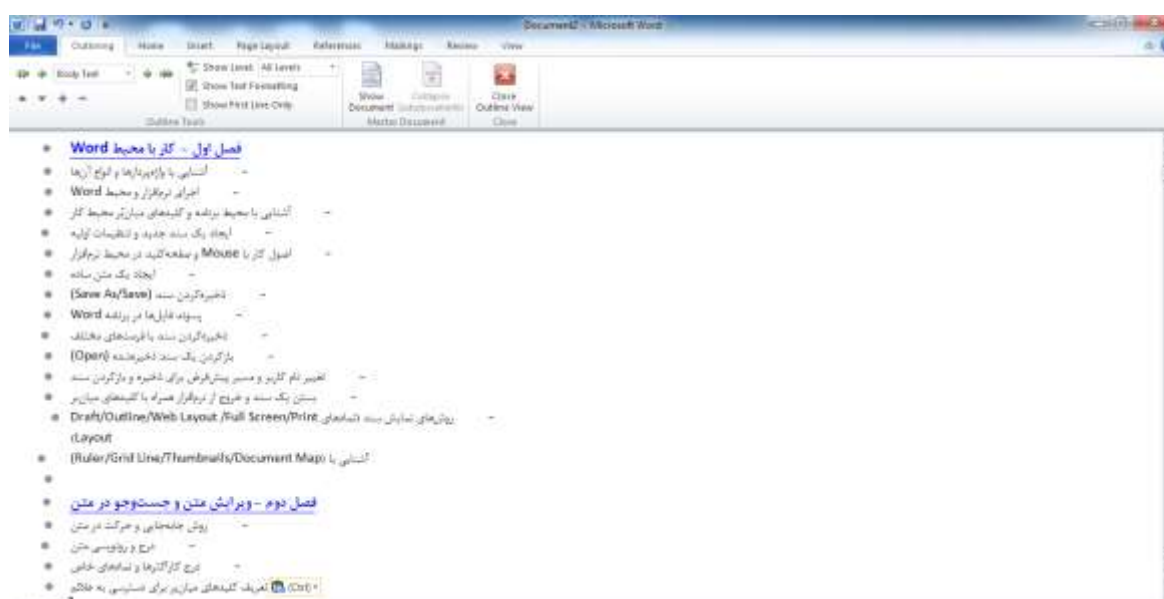 Document2 - Microsoft Word
File Outlining Home Insert Page Layout References Mailings Review View
Body Text
Show Level: All Levels
Show Text Formatting
Show First Line Only
Show Document
Collapse Subdocuments
Close Outline View
Outline Tools Master Document Close
فصل اول - کار با محیط Word
- آشنایی با واژه‌پردازها و انواع آن‌ها
- اجرای نرم‌افزار و محیط Word
- آشنایی با محیط برنامه و کلیدهای میان‌بُر محیط کار
- ایجاد یک سند جدید و تنظیمات اولیه
- اصول کار با Mouse و صفحه‌کلید در محیط نرم‌افزار
- ایجاد یک متن ساده
- ذخیره‌کردن سند (Save As/Save)
- پسوند فایل‌ها در برنامه Word
- ذخیره‌کردن سند با فرمت‌های مختلف
- بازکردن یک سند ذخیره‌شده (Open)
- تغییر نام کاربر و مسیر پیش‌فرض برای ذخیره و بازکردن سند
- بستن یک سند و خروج از نرم‌افزار همراه با کلیدهای میان‌بر
- روش‌های نمایش سند (نماهای Draft/Outline/Web Layout /Full Screen/Print
Layout)
آشنایی با (Ruler/Grid Line/Thumbnails/Document Map)
فصل دوم -ویرایش متن و جست‌وجو در متن
- روش جابه‌جایی و حرکت در متن
- درج و رونویسی متن
- درج کاراکترها و نمادهای خاص
تعریف کلیدهای میان‌بر برای دسترسی به علائم (Ctrl)